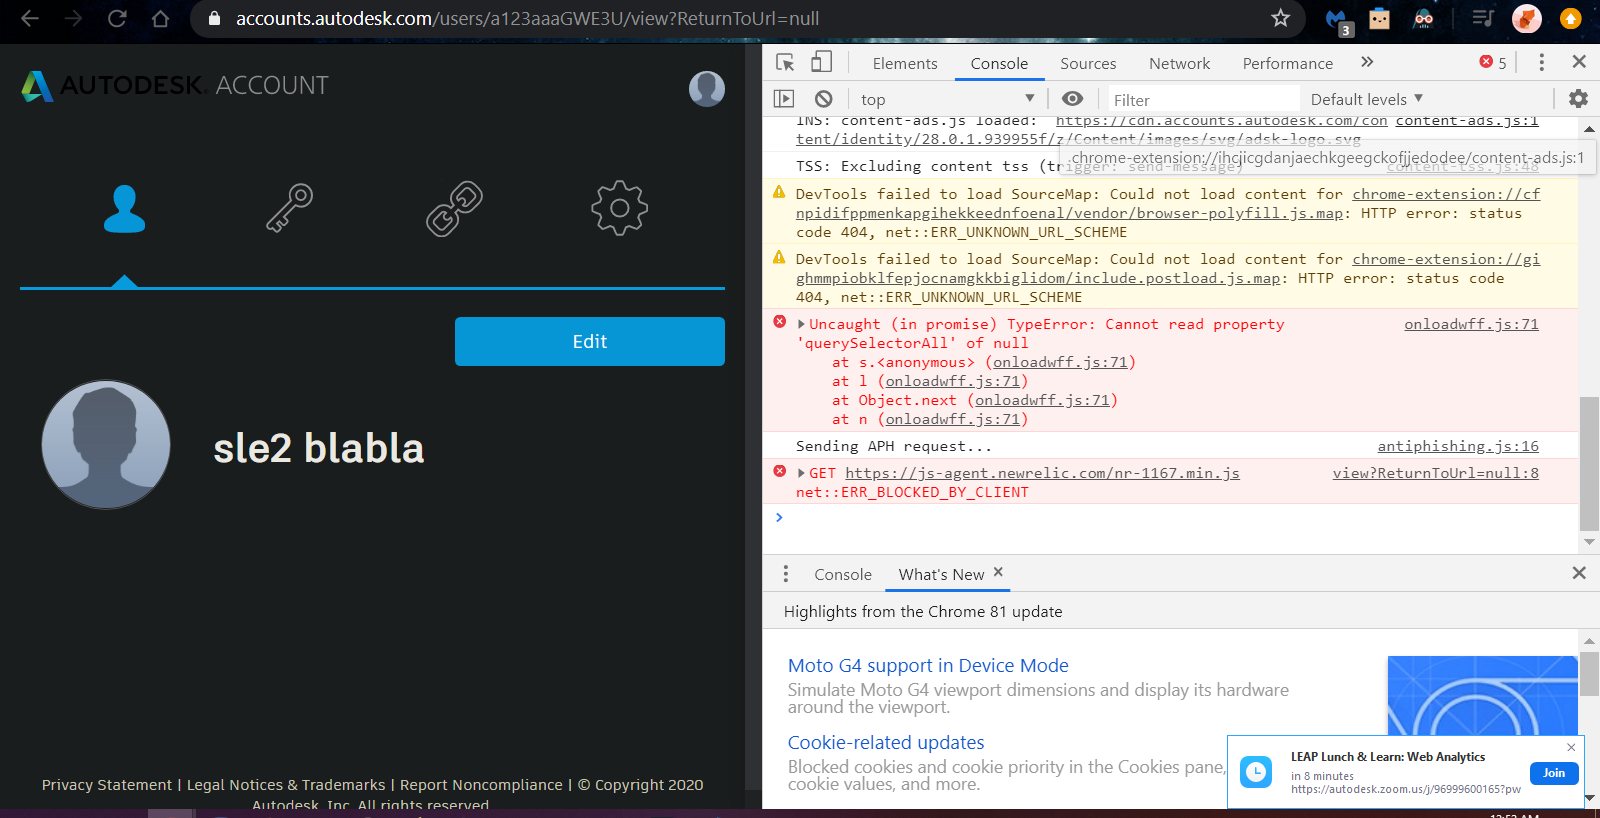 accounts.autodesk.com/users/a123aaaGWE3U/view?ReturnToUrl=null
3
AUTODESK. ACCOUNT
Edit
sle2 blabla
Privacy Statement | Legal Notices & Trademarks | Report Noncompliance | © Copyright 2020
Autodesk, Inc. All rights reserved
Elements Console Sources Network Performance » 5
top Filter Default levels
INS: content-ads.js loaded: https://cdn.accounts.autodesk.com/con content-ads.js:1
tent/identity/28.0.1.939955f/z/Content/images/svg/adsk-logo.svg
chrome-extension://ihcjicgdanjaechkgeegckofjjedodee/content-ads.js:1
TSS: Excluding content tss (trigger: send-message) content-tss.js:48
DevTools failed to load SourceMap: Could not load content for chrome-extension://cf
npidifppmenkapgihekkeednfoenal/vendor/browser-polyfill.js.map: HTTP error: status
code 404, net::ERR_UNKNOWN_URL_SCHEME
DevTools failed to load SourceMap: Could not load content for chrome-extension://gi
ghmmpiobklfepjocnamgkkbiglidom/include.postload.js.map: HTTP error: status code
404, net::ERR_UNKNOWN_URL_SCHEME
Uncaught (in promise) TypeError: Cannot read property onloadwff.js:71
'querySelectorAll' of null
at s.<anonymous> (onloadwff.js:71)
at l (onloadwff.js:71)
at Object.next (onloadwff.js:71)
at n (onloadwff.js:71)
Sending APH request... antiphishing.js:16
GET https://js-agent.newrelic.com/nr-1167.min.js view?ReturnToUrl=null:8
net::ERR_BLOCKED_BY_CLIENT
Console What's New
Highlights from the Chrome 81 update
Moto G4 support in Device Mode
Simulate Moto G4 viewport dimensions and display its hardware
around the viewport.
Cookie-related updates
Blocked cookies and cookie priority in the Cookies pane,
cookie values, and more.
LEAP Lunch & Learn: Web Analytics
in 8 minutes
https://autodesk.zoom.us/j/96999600165?pw
Join